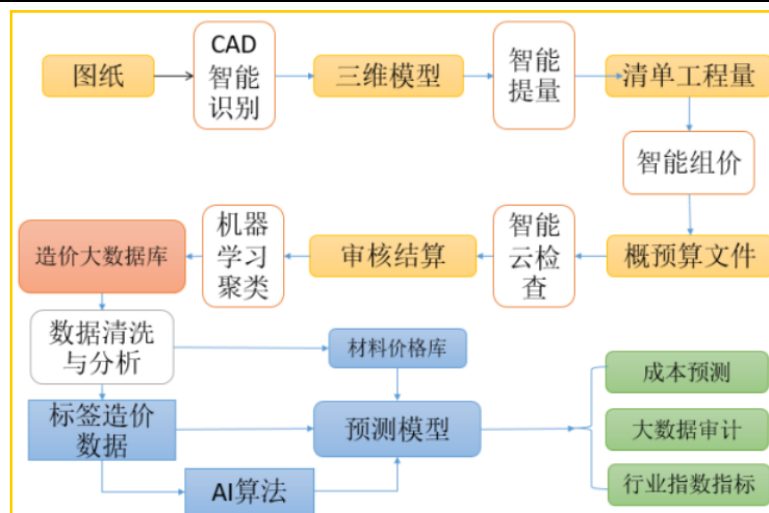 图纸
CAD
智能
识别
三维模型
智能
提量
清单工程量
智能组价
造价大数据库
机器
学习
聚类
审核结算
智能
云检查
概预算文件
数据清洗
与分析
材料价格库
成本预测
标签造价
数据
预测模型
大数据审计
AI算法
行业指数指标